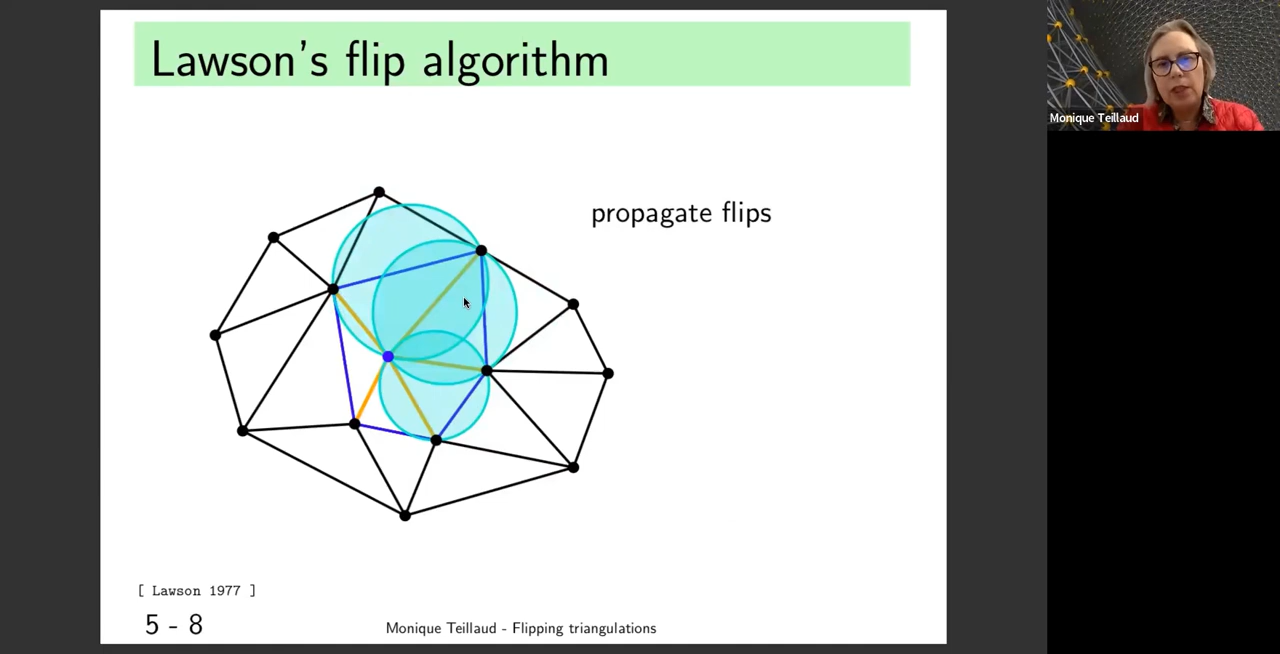 Lawson's flip algorithm
Monique Teillaud
propagate flips
[ Lawson 1977 ]
5 - 8
Monique Teillaud - Flipping triangulations